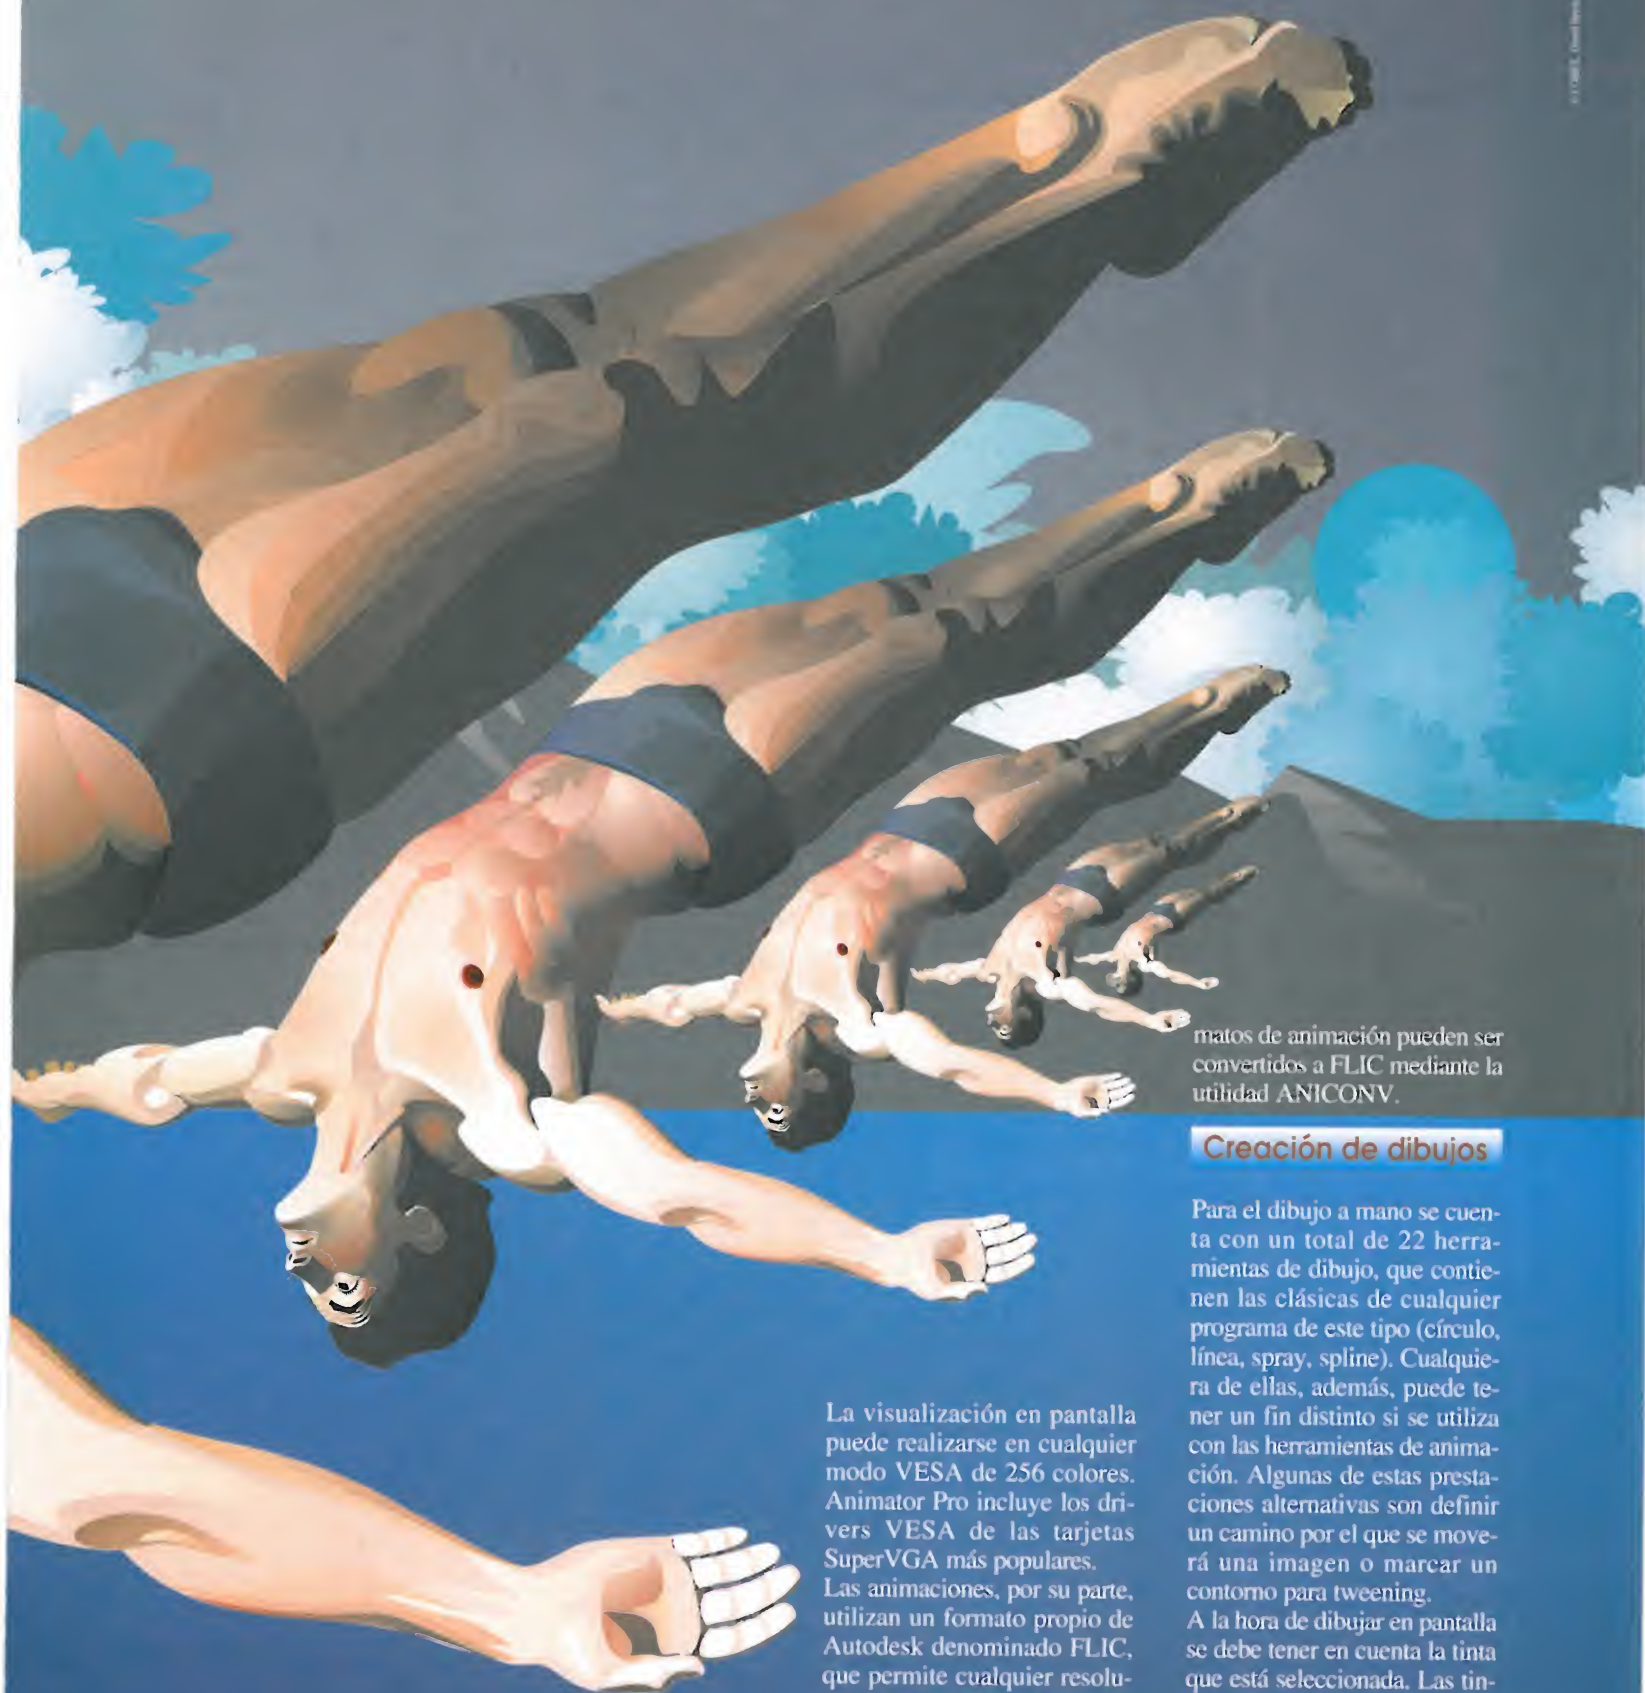 La visualización en pantalla
puede realizarse en cualquier
modo VESA de 256 colores.
Animator Pro incluye los dri-
vers VESA de las tarjetas
SuperVGA más populares.
Las animaciones, por su parte,
utilizan un formato propio de
Autodesk denominado FLIC,
que permite cualquier resolu-
matos de animación pueden ser
convertidos a FLIC mediante la
utilidad ANICONV.
Creación de dibujos
Para el dibujo a mano se cuen-
ta con un total de 22 herra-
mientas de dibujo, que contie-
nen las clásicas de cualquier
programa de este tipo (círculo,
línea, spray, spline). Cualquie-
ra de ellas, además, puede te-
ner un fin distinto si se utiliza
con las herramientas de anima-
ción. Algunas de estas presta-
ciones alternativas son definir
un camino por el que se move-
rá una imagen o marcar un
contorno para tweening.
A la hora de dibujar en pantalla
se debe tener en cuenta la tinta
que está seleccionada. Las tin-